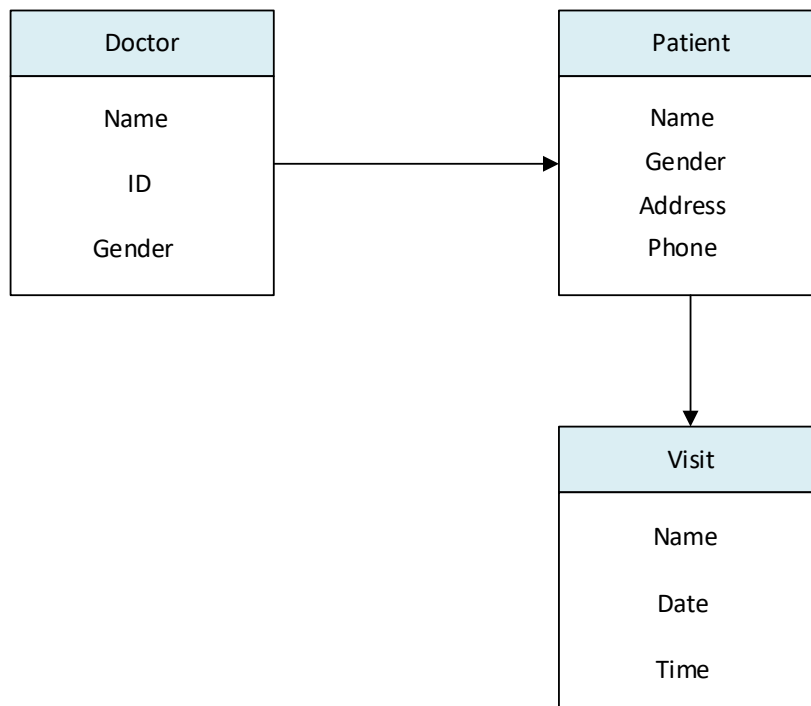 Doctor
Name
ID
Gender
Patient
Name
Gender
Address
Phone
Visit
Name
Date
Time